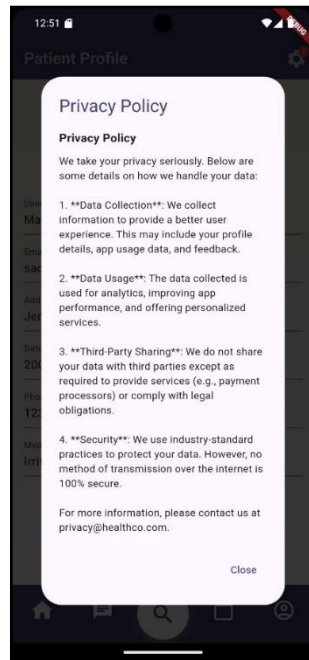 12:51
DEBUG
Patient Profile
Privacy Policy
Privacy Policy
We take your privacy seriously. Below are
some details on how we handle your data:
1. **Data Collection**: We collect
information to provide a better user
experience. This may include your profile
details, app usage data, and feedback.
2. **Data Usage**: The data collected is
used for analytics, improving app
performance, and offering personalized
services.
3. **Third-Party Sharing**: We do not share
your data with third parties except as
required to provide services (e.g., payment
processors) or comply with legal
obligations.
4. **Security**: We use industry-standard
practices to protect your data. However, no
method of transmission over the internet is
100% secure.
For more information, please contact us at
privacy@healthco.com.
Close